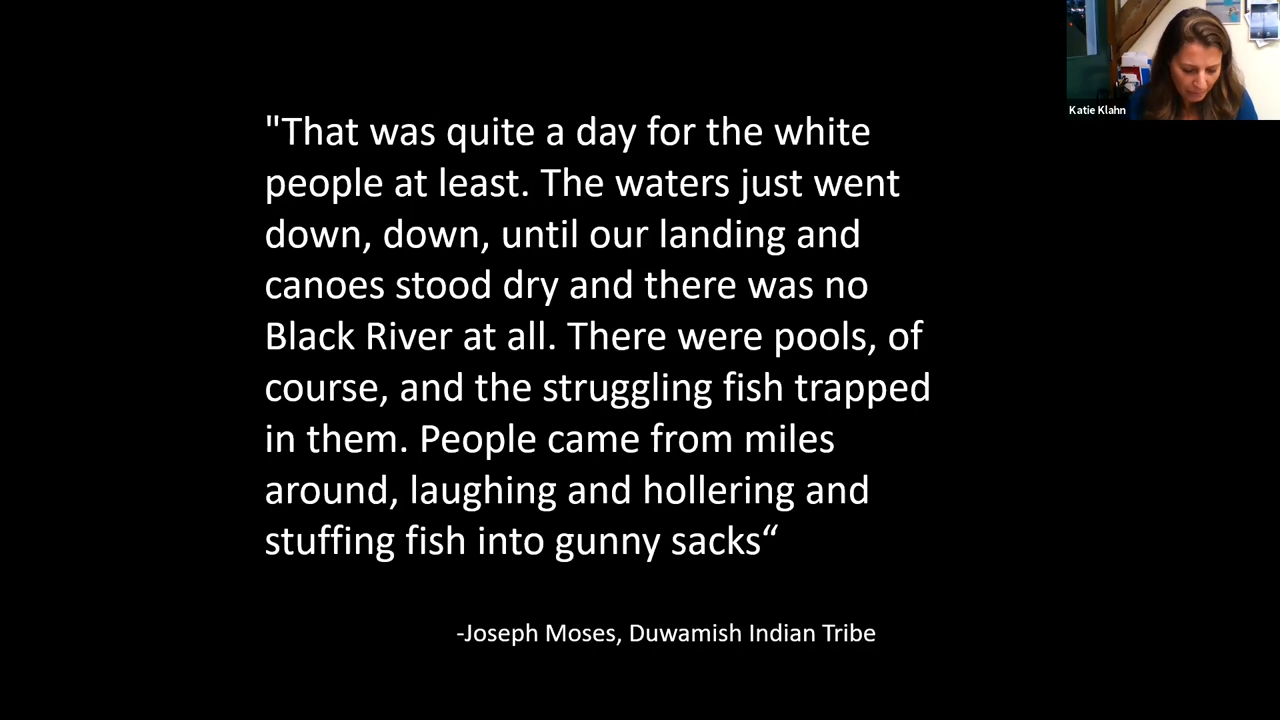 "That was quite a day for the white
people at least. The waters just went
down, down, until our landing and
canoes stood dry and there was no
Black River at all. There were pools, of
course, and the struggling fish trapped
in them. People came from miles
around, laughing and hollering and
stuffing fish into gunny sacks“
-Joseph Moses, Duwamish Indian Tribe
Katie Klahn